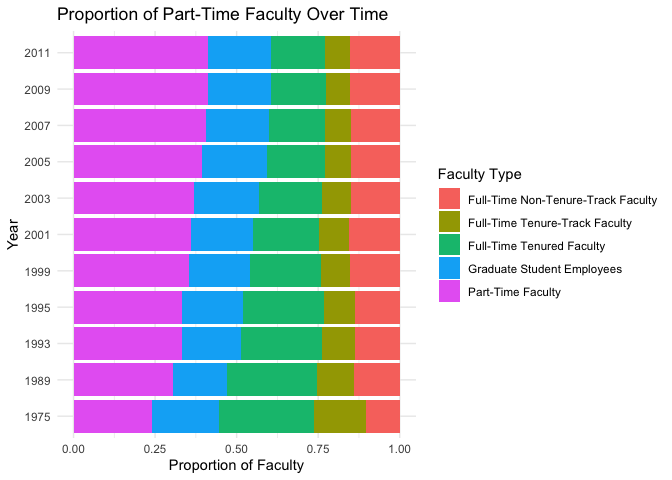 Proportion of Part-Time Faculty Over Time
Year
2011
2009
2007
2005
2003
2001
1999
1995
1993
1989
1975
0.00 0.25 0.50 0.75 1.00
Proportion of Faculty
Faculty Type
Full-Time Non-Tenure-Track Faculty
Full-Time Tenure-Track Faculty
Full-Time Tenured Faculty
Graduate Student Employees
Part-Time Faculty